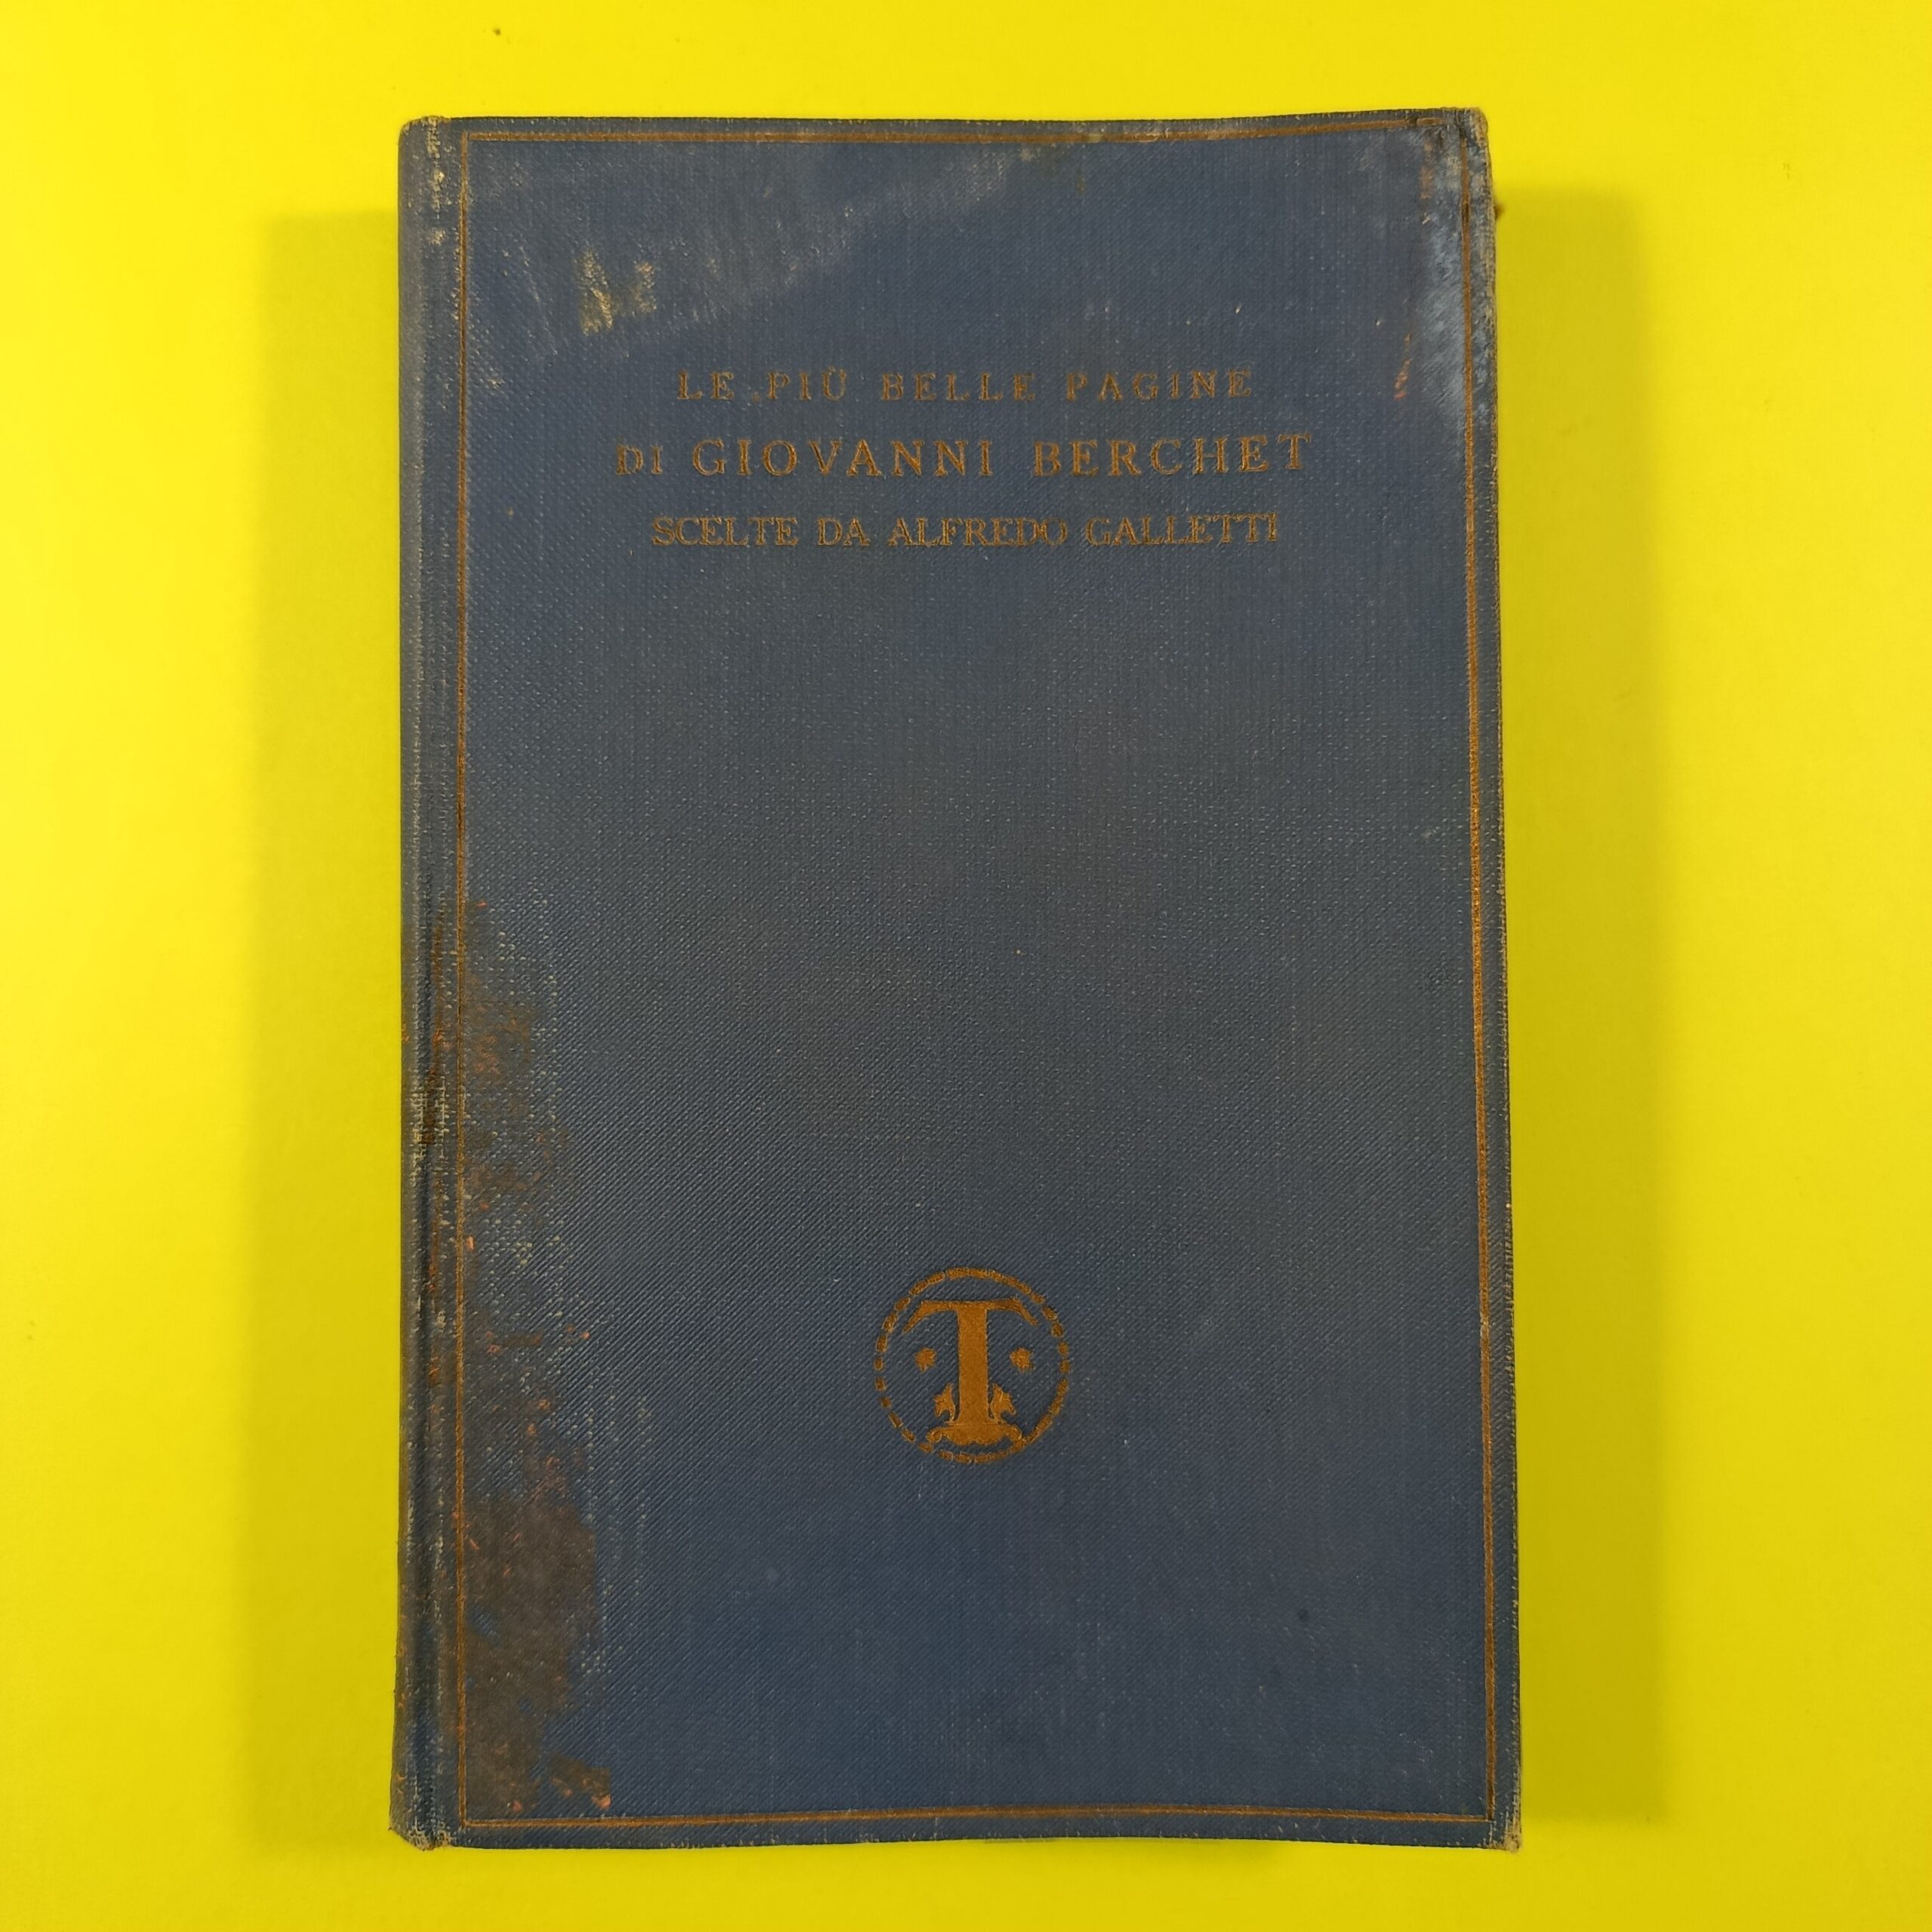 LE PIÙ BELLE PAGINE
DI GIOVANNI BERCHET
SCELTE DA ALFREDO GALLETTI
T